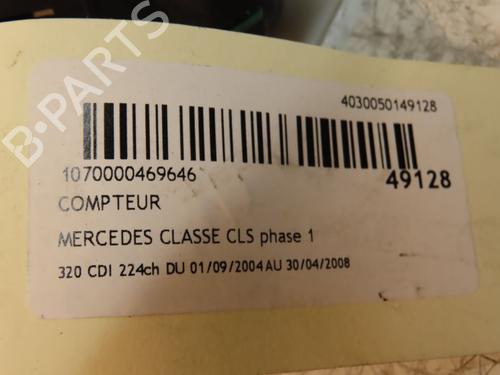 4030050149128
1070000469646
49128
COMPTEUR
MERCEDES CLASSE CLS phase 1
320 CDI 224ch DU 01/09/2004 AU 30/04/2008
B-PARTS